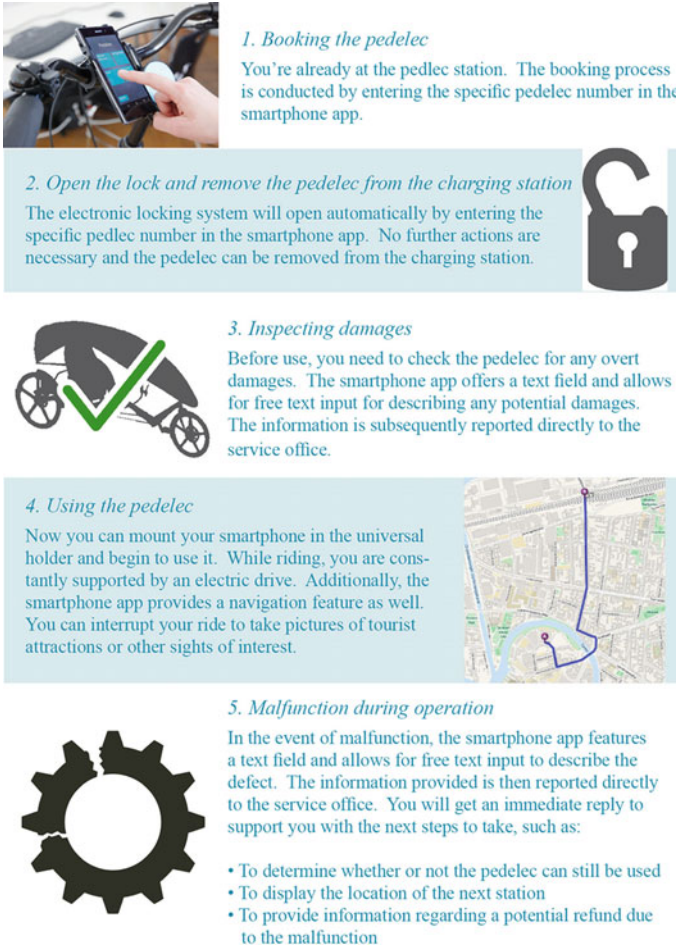 1. Booking the pedelec
You're already at the pedlec station. The booking process
is conducted by entering the specific pedelec number in the
smartphone app.
2. Open the lock and remove the pedelec from the charging station
The electronic locking system will open automatically by entering the
specific pedlec number in the smartphone app. No further actions are
necessary and the pedelec can be removed from the charging station.
3. Inspecting damages
Before use, you need to check the pedelec for any overt
damages. The smartphone app offers a text field and allows
for free text input for describing any potential damages.
The information is subsequently reported directly to the
service office.
4. Using the pedelec
Now you can mount your smartphone in the universal
holder and begin to use it. While riding, you are cons-
tantly supported by an electric drive. Additionally, the
smartphone app provides a navigation feature as well.
You can interrupt your ride to take pictures of tourist
attractions or other sights of interest.
5. Malfunction during operation
In the event of malfunction, the smartphone app features
a text field and allows for free text input to describe the
defect. The information provided is then reported directly
to the service office. You will get an immediate reply to
support you with the next steps to take, such as:
• To determine whether or not the pedelec can still be used
• To display the location of the next station
• To provide information regarding a potential refund due
to the malfunction